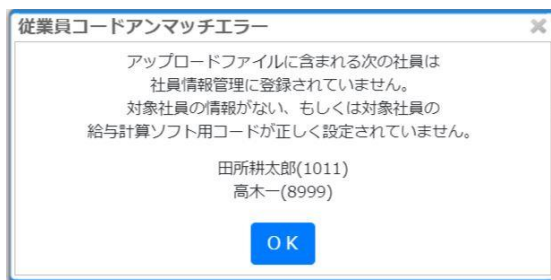 従業員コードアンマッチエラー
アップロードファイルに含まれる次の社員は
社員情報管理に登録されていません。
対象社員の情報がない、もしくは対象社員の
給与計算ソフト用コードが正しく設定されていません。
田所耕太郎(1011)
高木一(8999)
OK